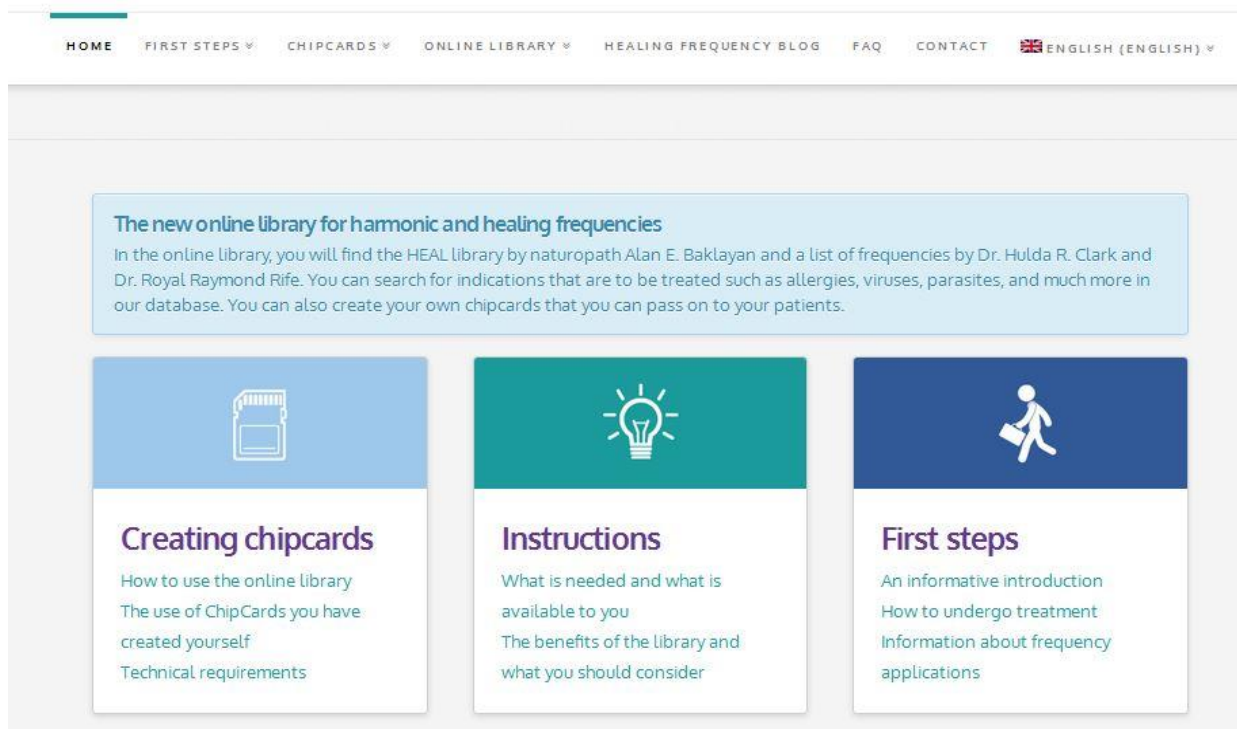 HOME FIRST STEPS CHIPCARDS ONLINE LIBRARY HEALING FREQUENCY BLOG FAQ CONTACT ENGLISH (ENGLISH)
The new online library for harmonic and healing frequencies
In the online library, you will find the HEAL library by naturopath Alan E. Baklayan and a list of frequencies by Dr. Hulda R. Clark and
Dr. Royal Raymond Rife. You can search for indications that are to be treated such as allergies, viruses, parasites, and much more in
our database. You can also create your own chipcards that you can pass on to your patients.
Creating chipcards
How to use the online library
The use of ChipCards you have
created yourself
Technical requirements
Instructions
What is needed and what is
available to you
The benefits of the library and
what you should consider
First steps
An informative introduction
How to undergo treatment
Information about frequency
applications